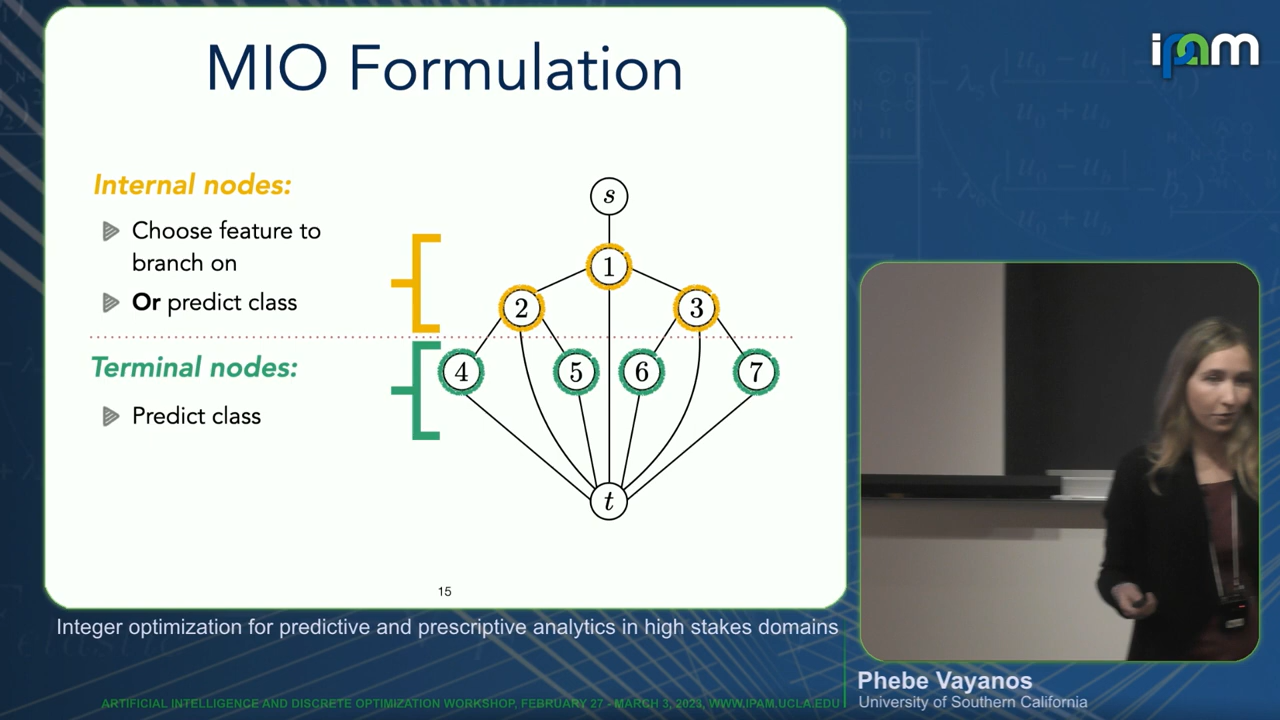 MIO Formulation
Internal nodes:
Choose feature to
branch on
Or predict class
Terminal nodes:
Predict class
s
1
2
3
4
5
6
7
t
15
ipam
Integer optimization for predictive and prescriptive analytics in high stakes domains
Phebe Vayanos
University of Southern California
ARTIFICIAL INTELLIGENCE AND DISCRETE OPTIMIZATION WORKSHOP, FEBRUARY 27 - MARCH 3, 2023, WWW.IPAM.UCLA.EDU